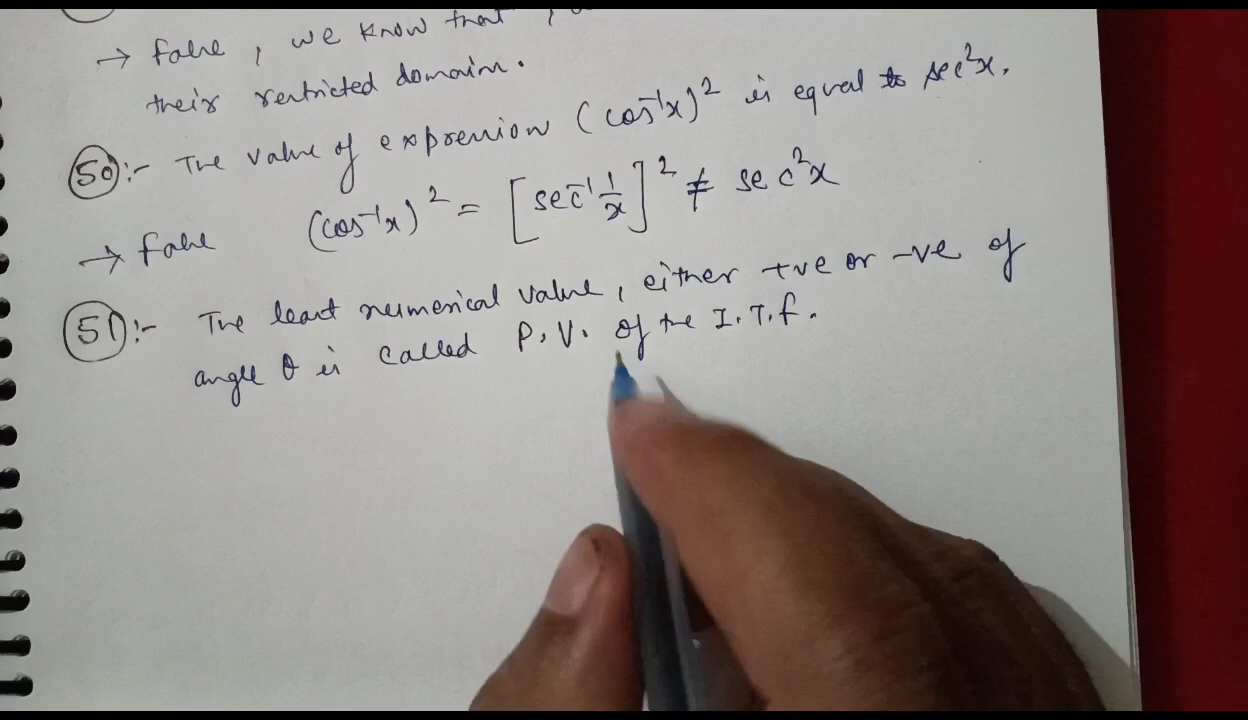 → false, we know that
their restricted domain.
50:- The value of expression (cos⁻¹x)² is equal to sec²x.
→ false (cos⁻¹x)² = [sec⁻¹ 1/x]² ≠ sec²x
51:- The least numerical value, either +ve or -ve of
angle θ is called P.V. of the I.T.f.